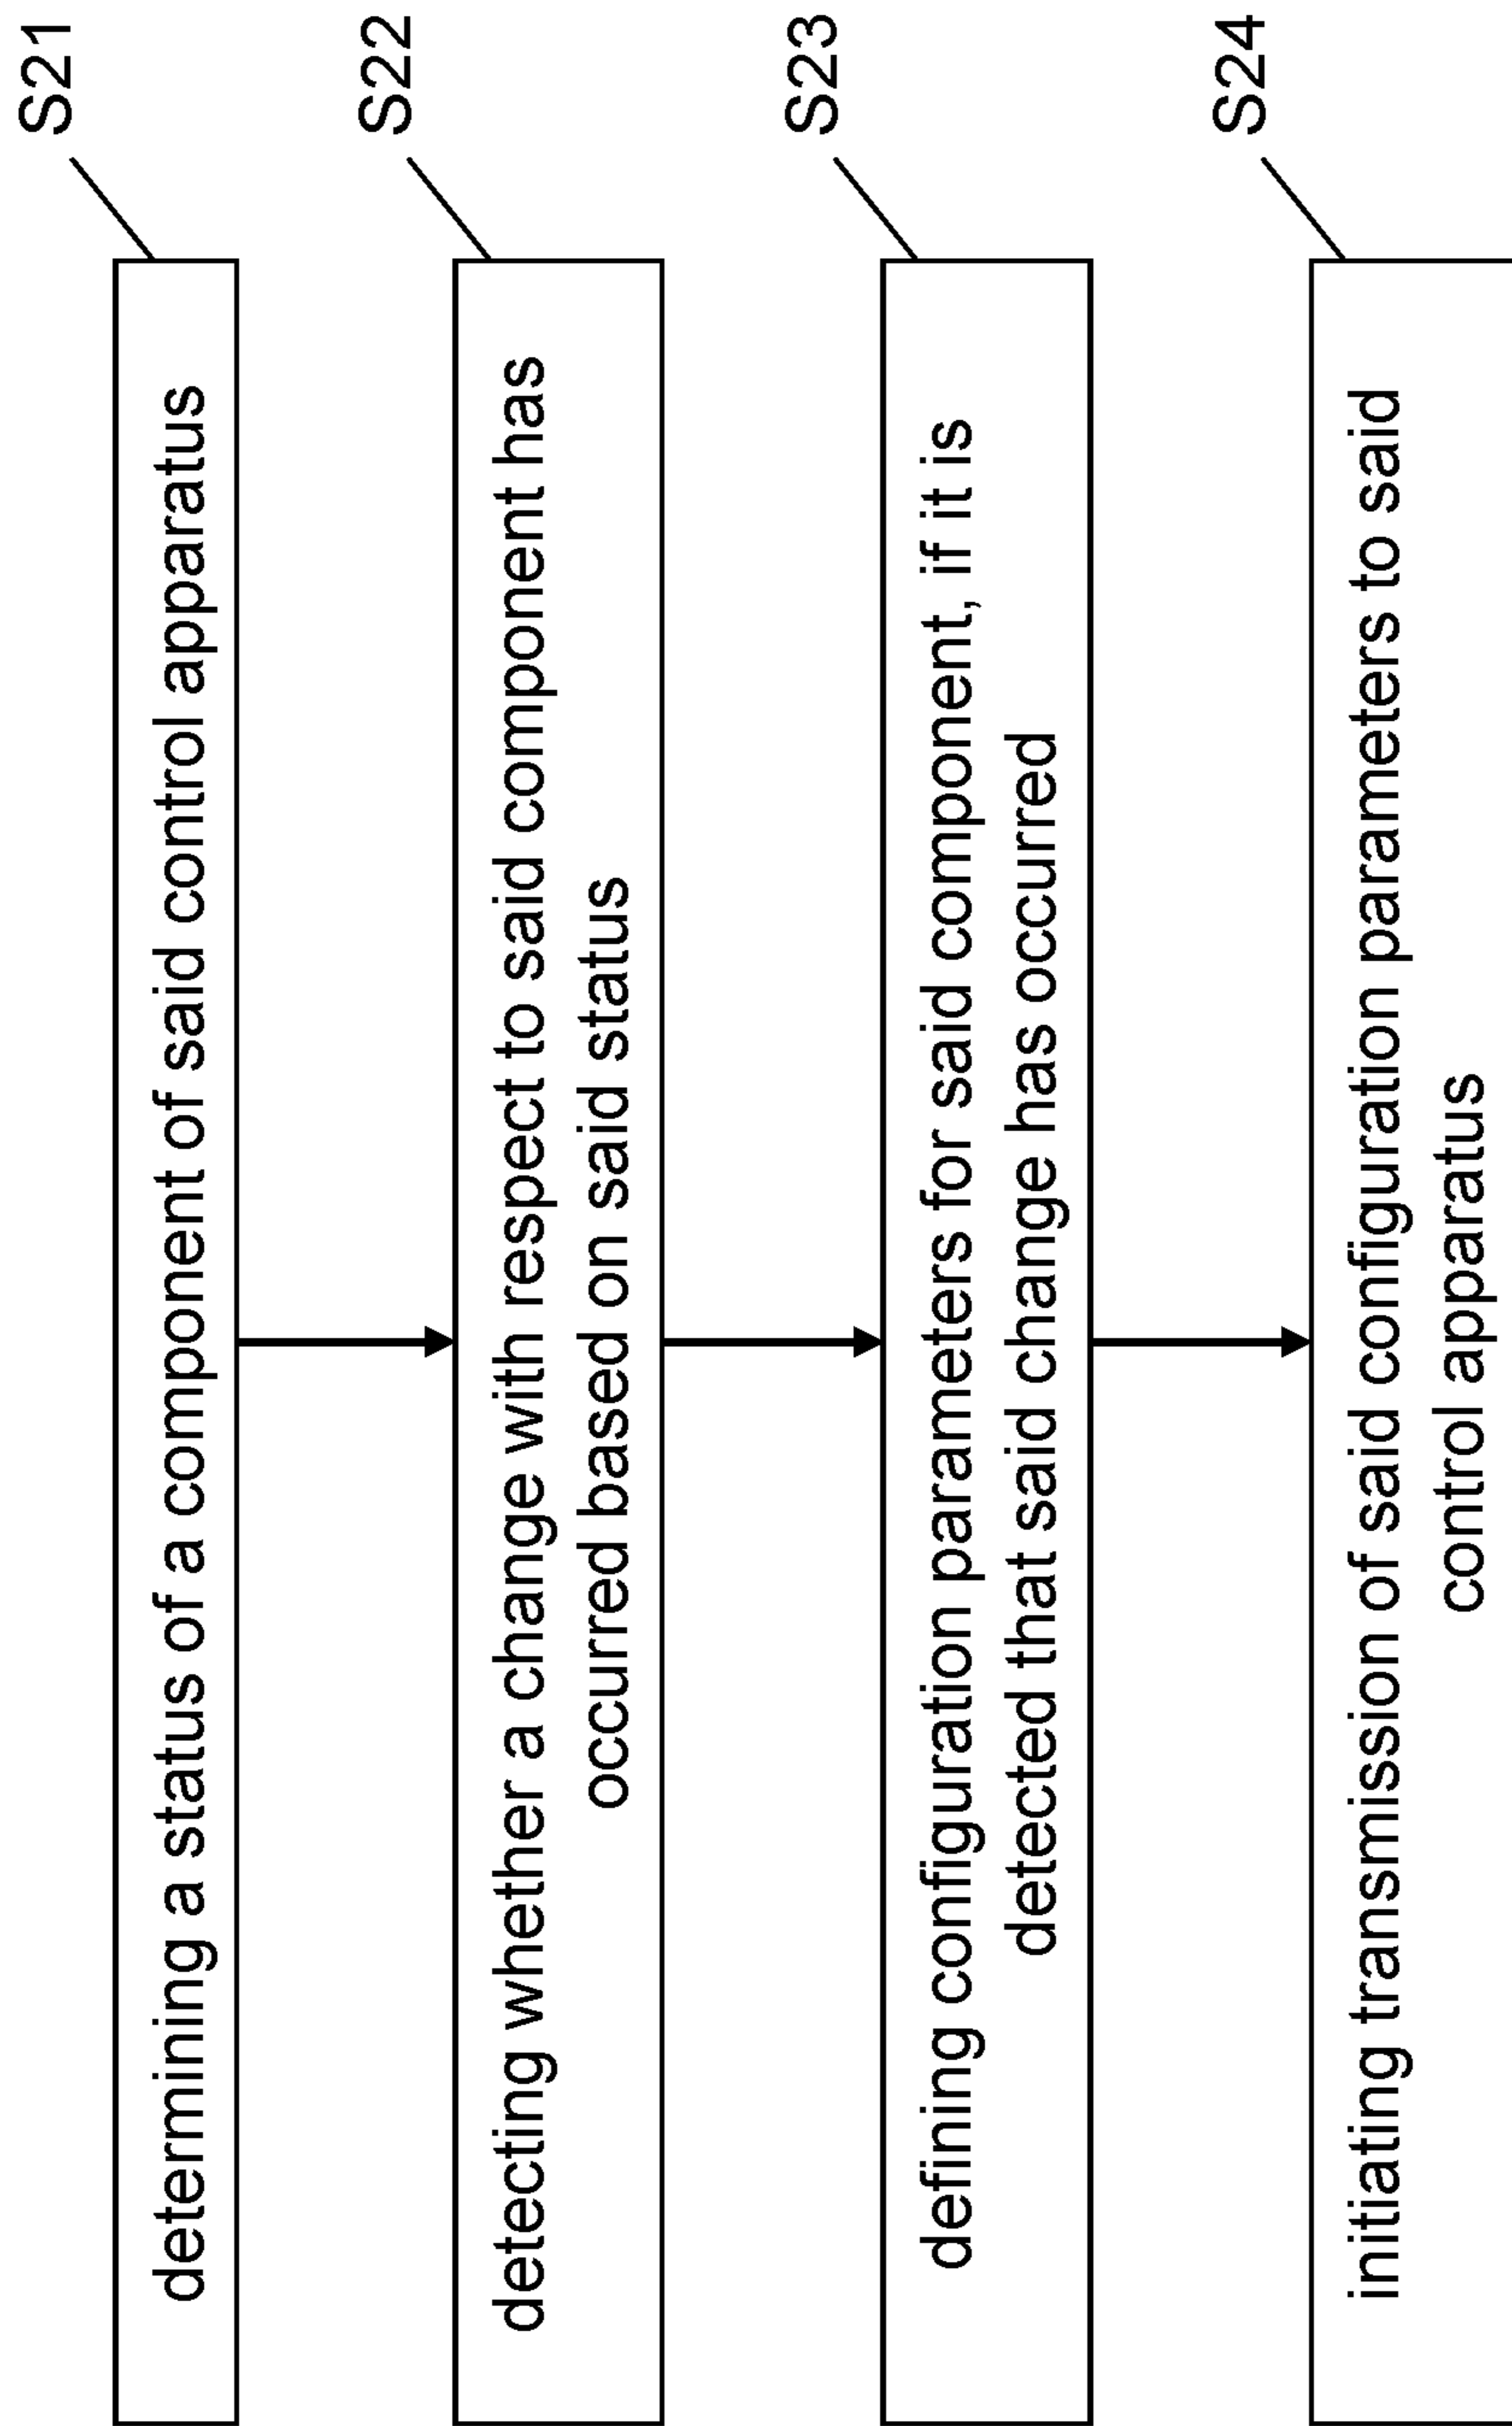 S21
determining a status of a component of said control apparatus
S22
detecting whether a change with respect to said component has
occurred based on said status
S23
defining configuration parameters for said component, if it is
detected that said change has occurred
S24
initiating transmission of said configuration parameters to said
control apparatus